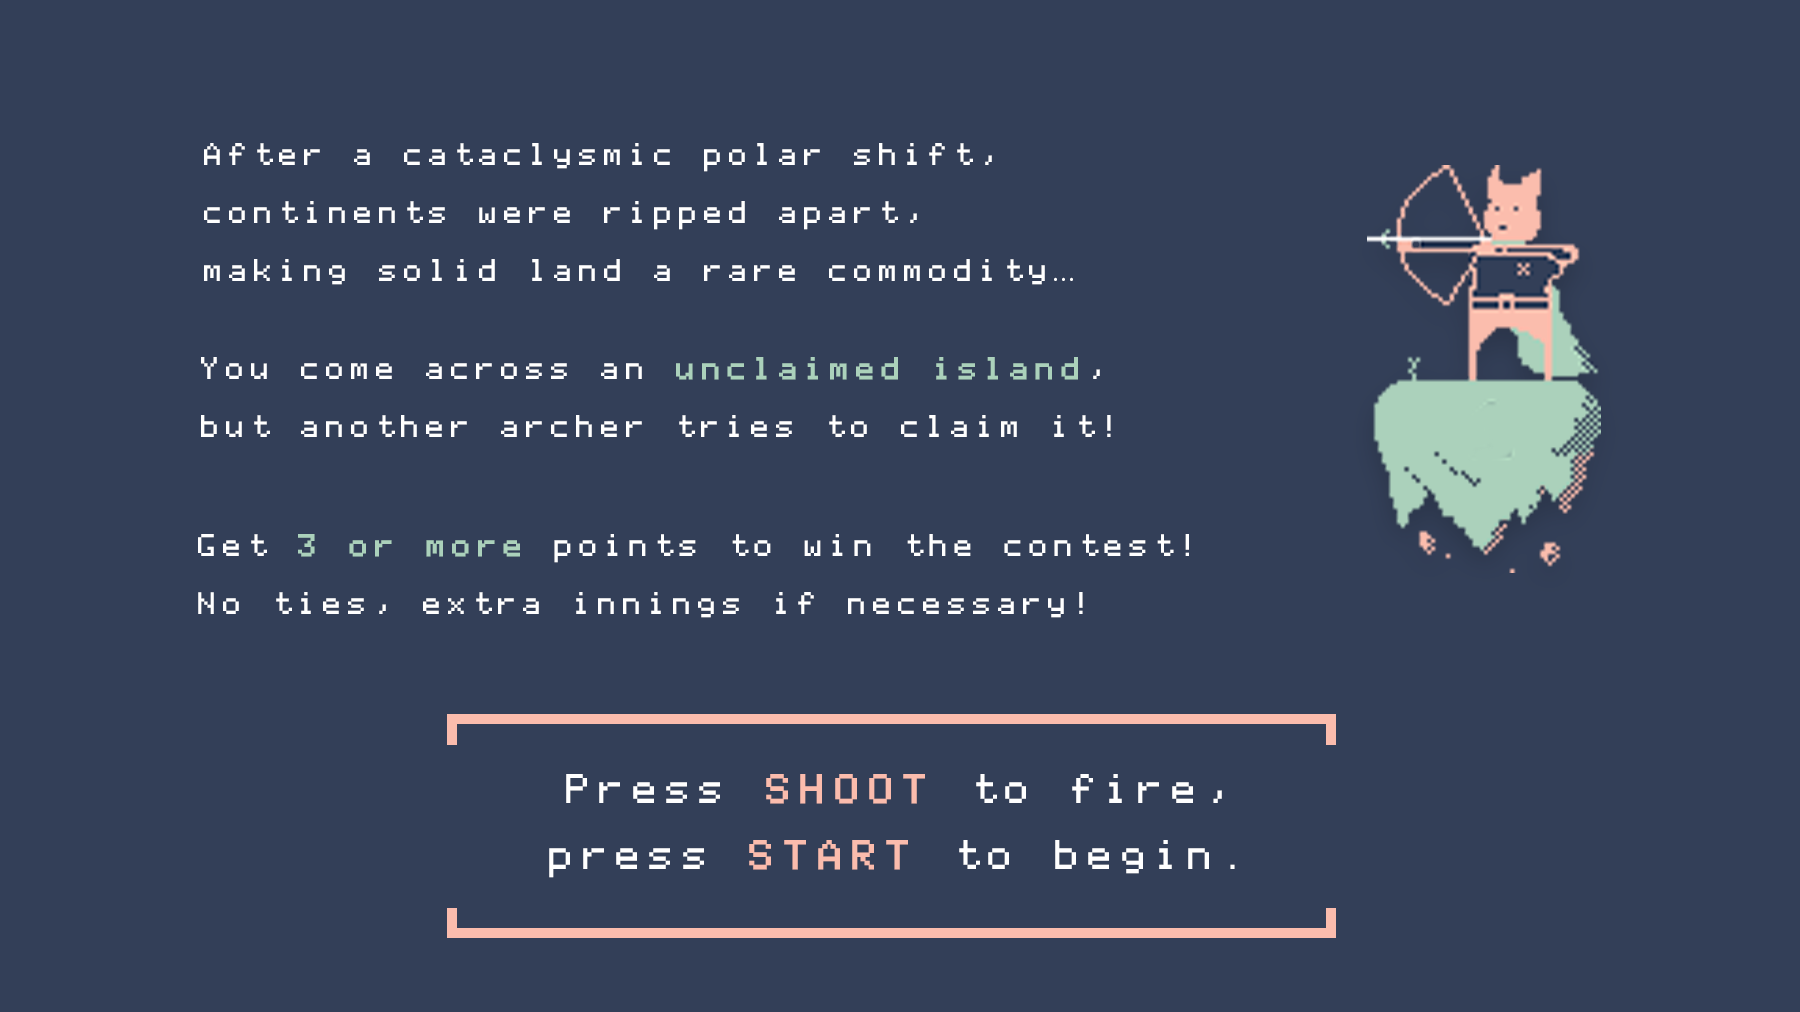 After a cataclysmic polar shift,
continents were ripped apart,
making solid land a rare commodity…
You come across an unclaimed island,
but another archer tries to claim it!
Get 3 or more points to win the contest!
No ties, extra innings if necessary!
Press SHOOT to fire,
press START to begin.